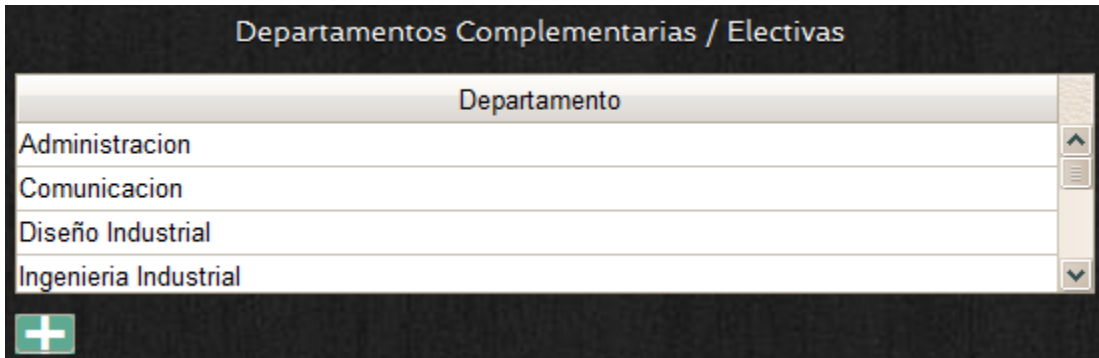 Departamentos Complementarias / Electivas
Departamento
Administracion
Comunicacion
Diseño Industrial
Ingenieria Industrial